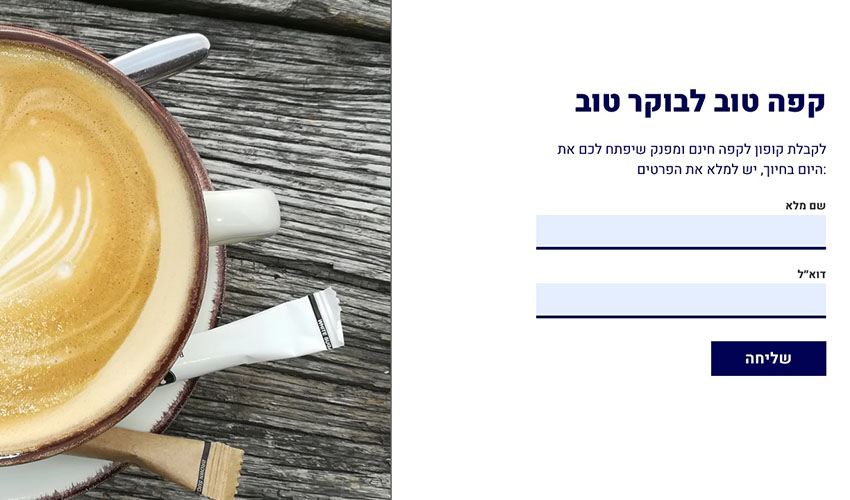 קפה טוב לבוקר טוב
לקבלת קופון לקפה חינם ומפנק שיפתח לכם את
היום בחיוך, יש למלא את הפרטים:
שם מלא
דוא״ל
שליחה